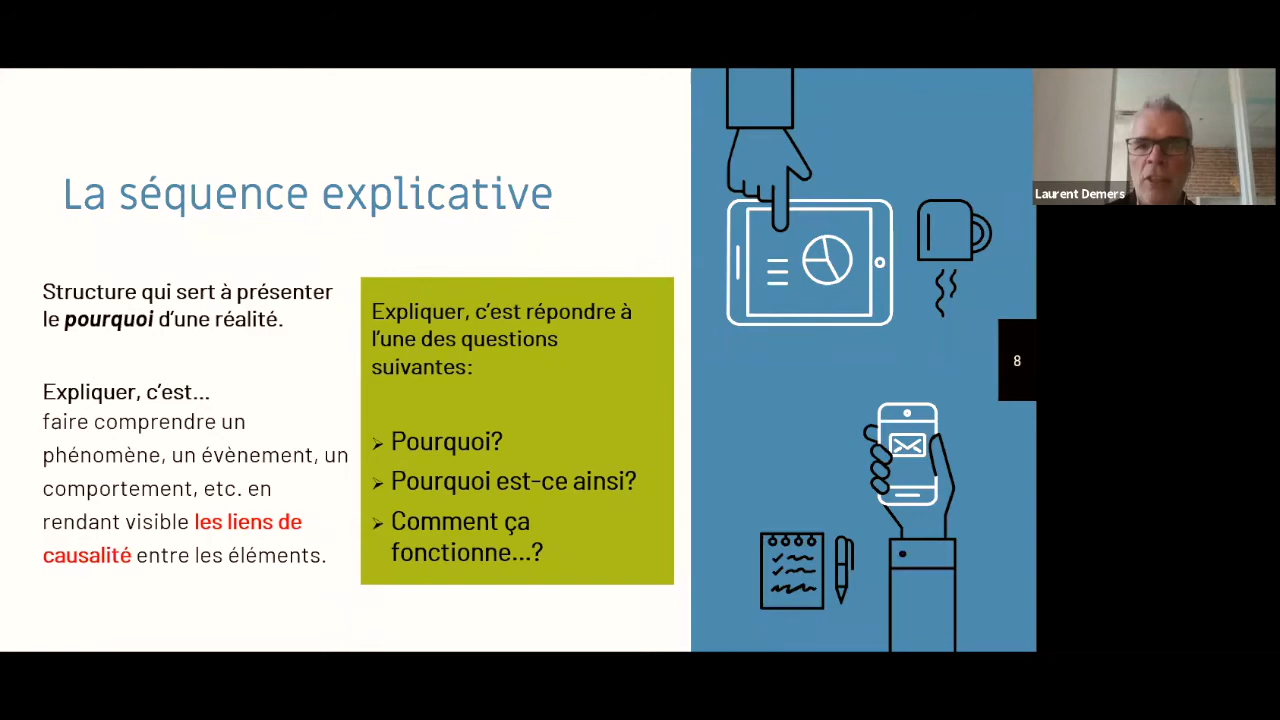 La séquence explicative
Structure qui sert à présenter
le pourquoi d'une réalité.
Expliquer, c'est...
faire comprendre un
phénomène, un évènement, un
comportement, etc. en
rendant visible les liens de
causalité entre les éléments.
Expliquer, c'est répondre à
l'une des questions
suivantes:
Pourquoi?
Pourquoi est-ce ainsi?
Comment ça
fonctionne...?
8
Laurent Demers